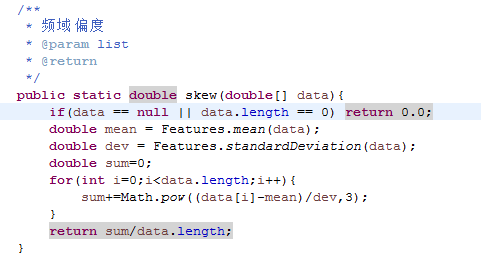 /**
 * 频域偏度
 * @param list
 * @return
 */
public static double skew(double[] data){
    if(data == null || data.length == 0) return 0.0;
    double mean = Features.mean(data);
    double dev = Features.standardDeviation(data);
    double sum=0;
    for(int i=0;i<data.length;i++){
        sum+=Math.pow((data[i]-mean)/dev,3);
    }
    return sum/data.length;
}